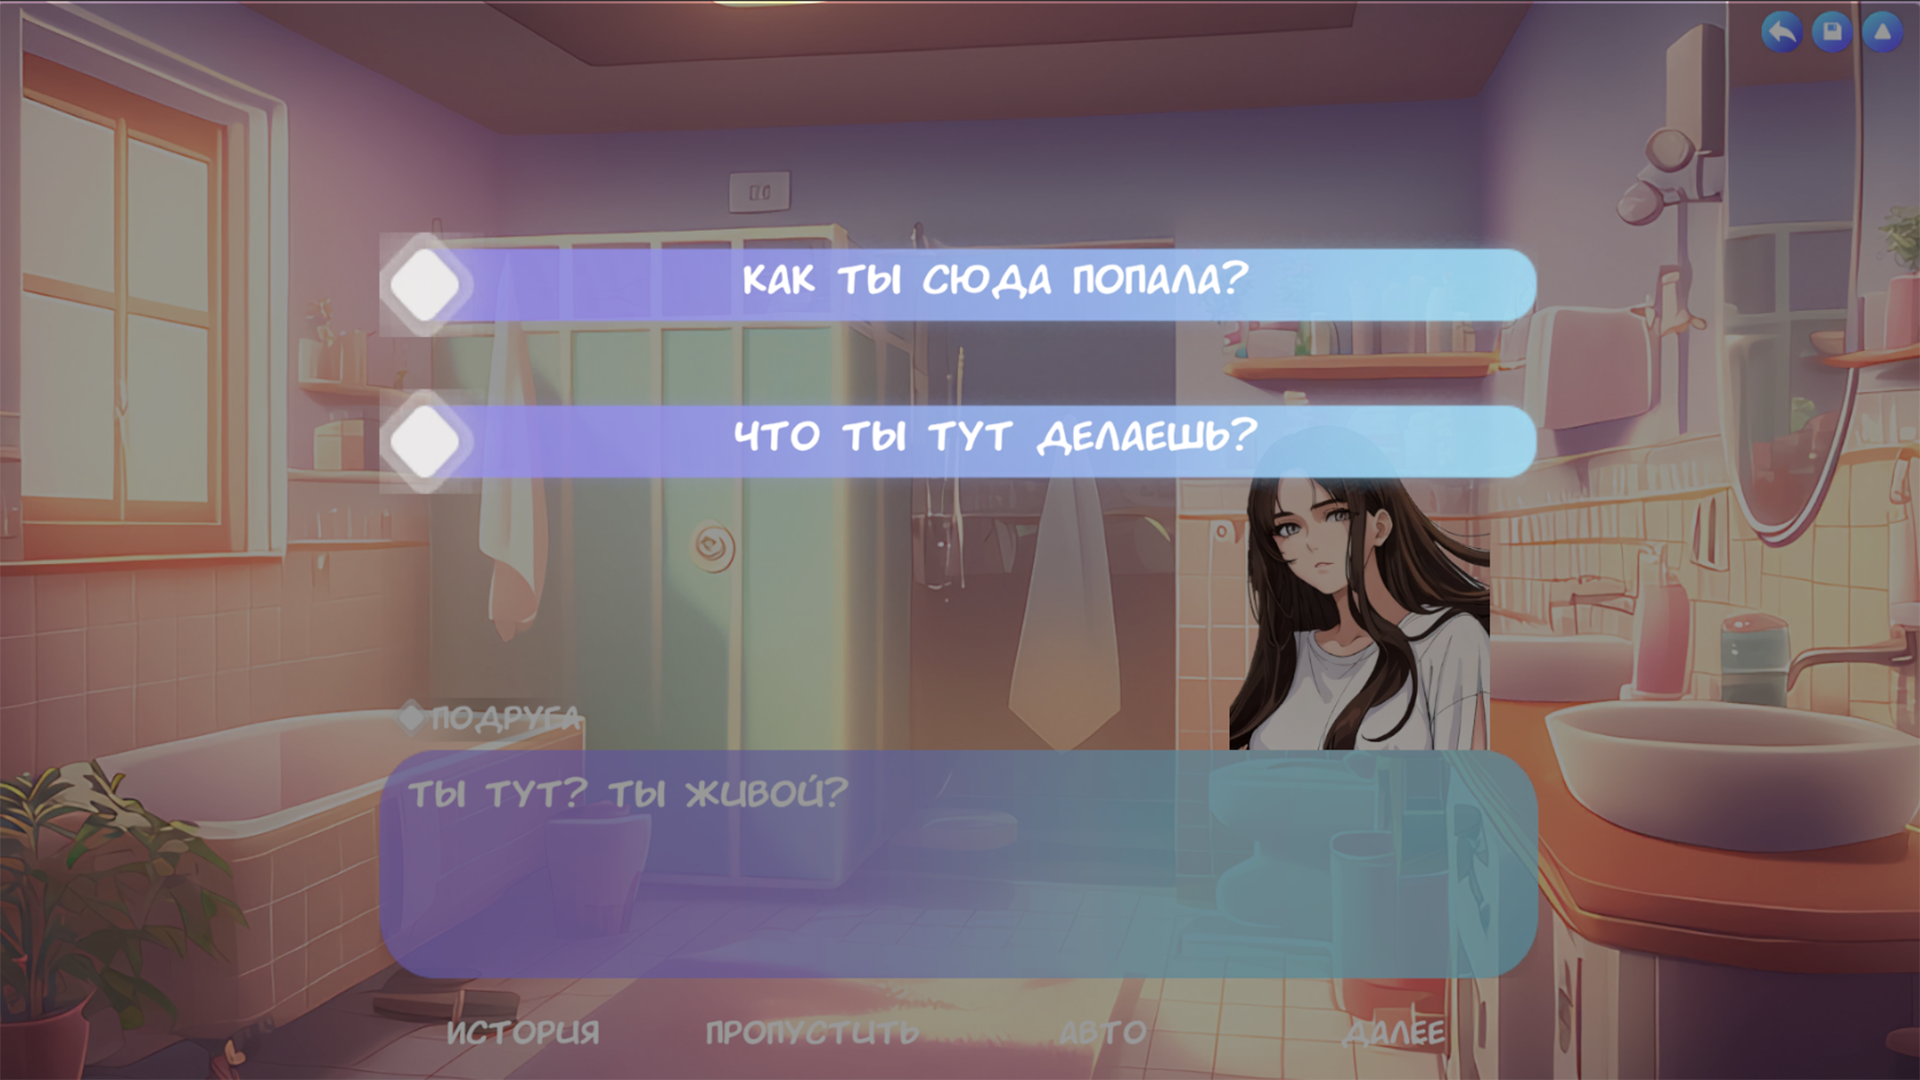 КАК ТЫ СЮДА ПОПАЛА?
ЧТО ТЫ ТУТ ДЕЛАЕШЬ?
ПОДРУГА
ТЫ ТУТ? ТЫ ЖИВОЙ?
ИСТОРИЯ
ПРОПУСТИТЬ
АВТО
ДАЛЕЕ